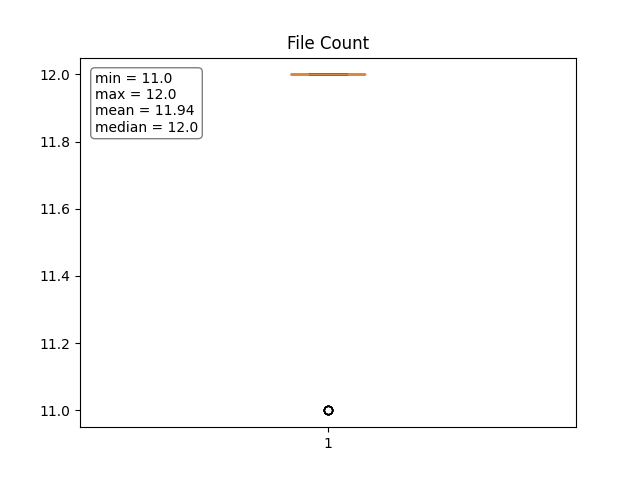 File Count
min = 11.0
max = 12.0
mean = 11.94
median = 12.0
12.0
11.8
11.6
11.4
11.2
11.0
1